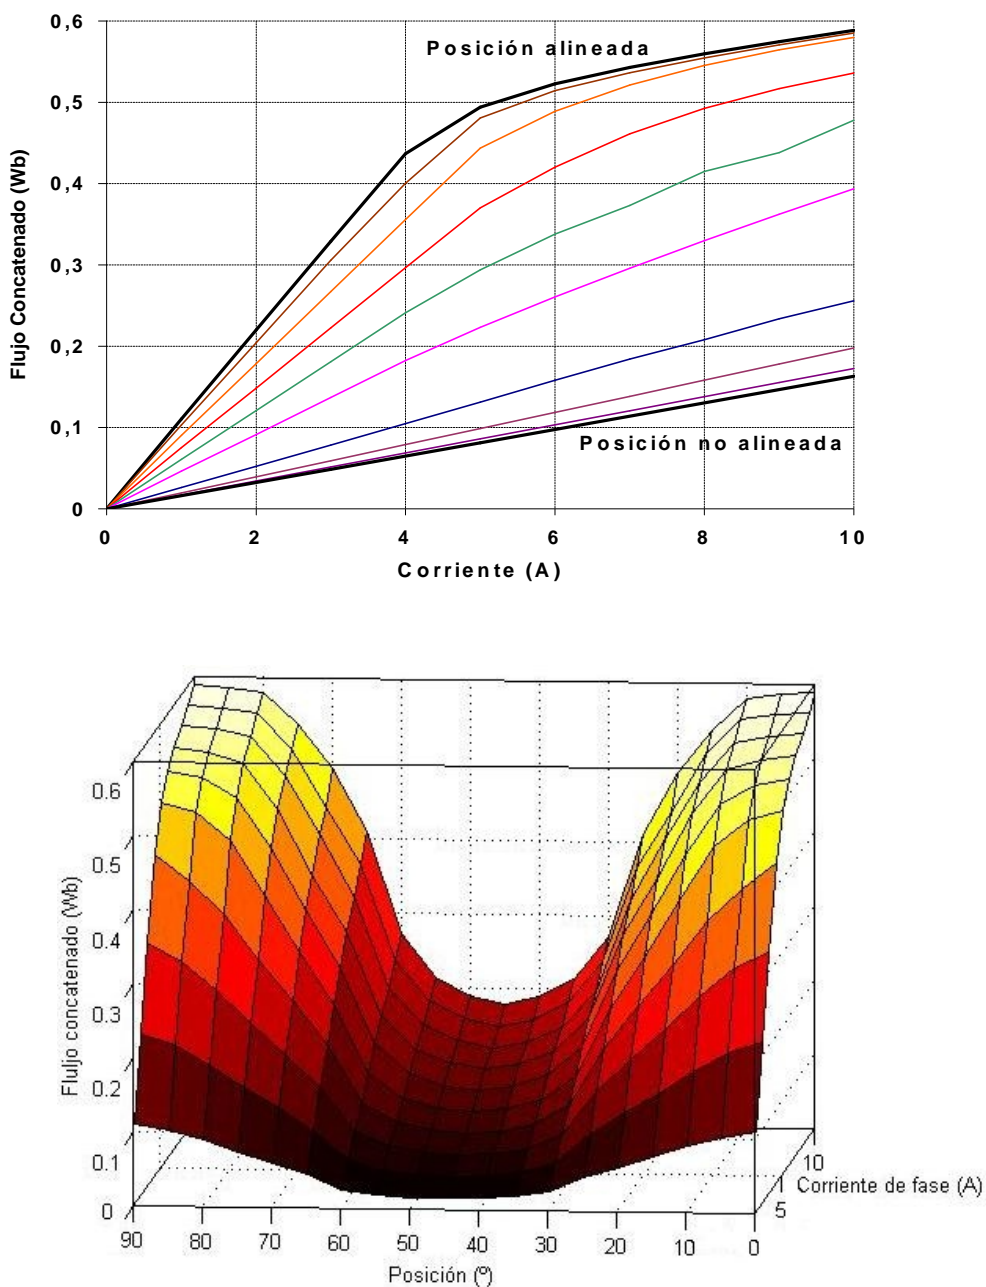 0,6
Posición alineada
0,5
0,4
0,3
0,2
0,1
0
Flujo Concatenado (Wb)
Posición no alineada
0 2 4 6 8 10
Corriente (A)
0.6
0.5
0.4
0.3
0.2
0.1
0
Flujo concatenado (Wb)
10
5
Corriente de fase (A)
90 80 70 60 50 40 30 20 10 0
Posición (º)